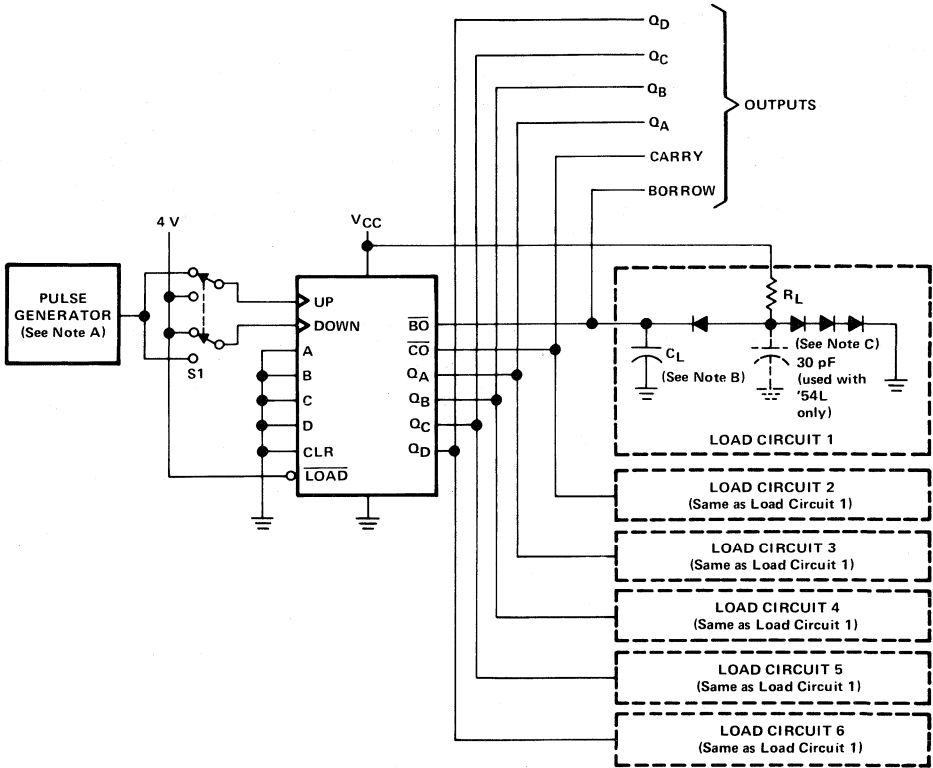 QD
QC
QB
QA
CARRY
BORROW
OUTPUTS
4 V
VCC
PULSE
GENERATOR
(See Note A)
S1
UP
DOWN
A
B
C
D
CLR
LOAD
BO
CO
QA
QB
QC
QD
RL
CL
(See Note B)
(See Note C)
30 pF
(used with
'54L
only)
LOAD CIRCUIT 1
LOAD CIRCUIT 2
(Same as Load Circuit 1)
LOAD CIRCUIT 3
(Same as Load Circuit 1)
LOAD CIRCUIT 4
(Same as Load Circuit 1)
LOAD CIRCUIT 5
(Same as Load Circuit 1)
LOAD CIRCUIT 6
(Same as Load Circuit 1)